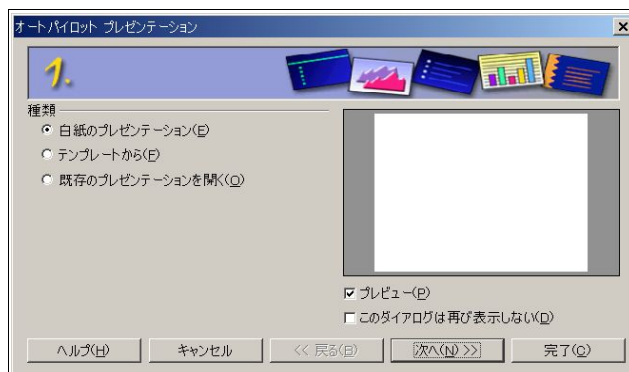 オートパイロット プレゼンテーション
1.
種類
白紙のプレゼンテーション(E)
テンプレートから(F)
既存のプレゼンテーションを開く(O)
プレビュー(P)
このダイアログは再び表示しない(D)
ヘルプ(H)
キャンセル
<< 戻る(B)
次へ(N) >>
完了(C)